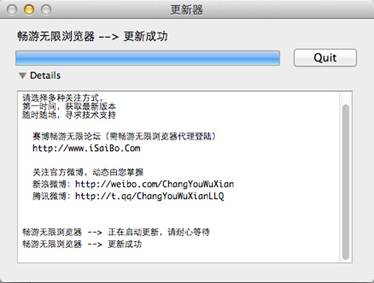 更新器
畅游无限浏览器 --> 更新成功
Quit
Details
请选择多种关注方式，
第一时间，获取最新版本
随时随地，寻求技术支持
赛博畅游无限论坛（需畅游无限浏览器代理登陆）
http://www.iSaiBo.Com
关注官方微博，动态由您掌握
新浪微博：http://weibo.com/ChangYouWuXian
腾讯微博：http://t.qq/ChangYouWuXianLLQ
畅游无限浏览器 --> 正在启动更新，请耐心等待
畅游无限浏览器 --> 更新成功